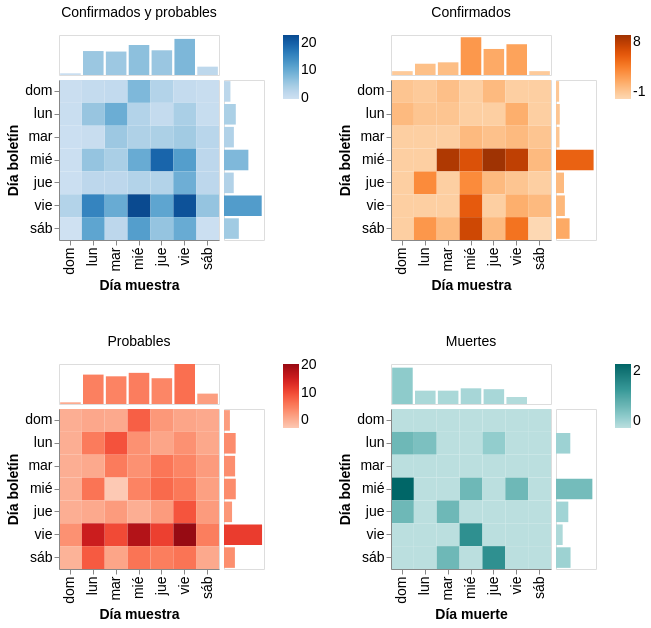 Confirmados y probables
20
10
0
Día boletín
dom
lun
mar
mié
jue
vie
sáb
dom
lun
mar
mié
jue
vie
sáb
Día muestra
Confirmados
8
-1
Día boletín
dom
lun
mar
mié
jue
vie
sáb
dom
lun
mar
mié
jue
vie
sáb
Día muestra
Probables
20
10
0
Día boletín
dom
lun
mar
mié
jue
vie
sáb
dom
lun
mar
mié
jue
vie
sáb
Día muestra
Muertes
2
0
Día boletín
dom
lun
mar
mié
jue
vie
sáb
dom
lun
mar
mié
jue
vie
sáb
Día muerte